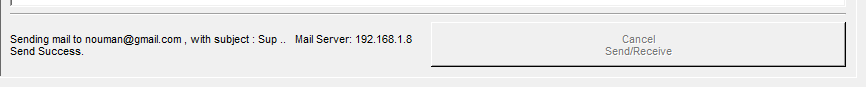 Sending mail to nouman@gmail.com , with subject : Sup ..   Mail Server: 192.168.1.8
Send Success.
Cancel
Send/Receive